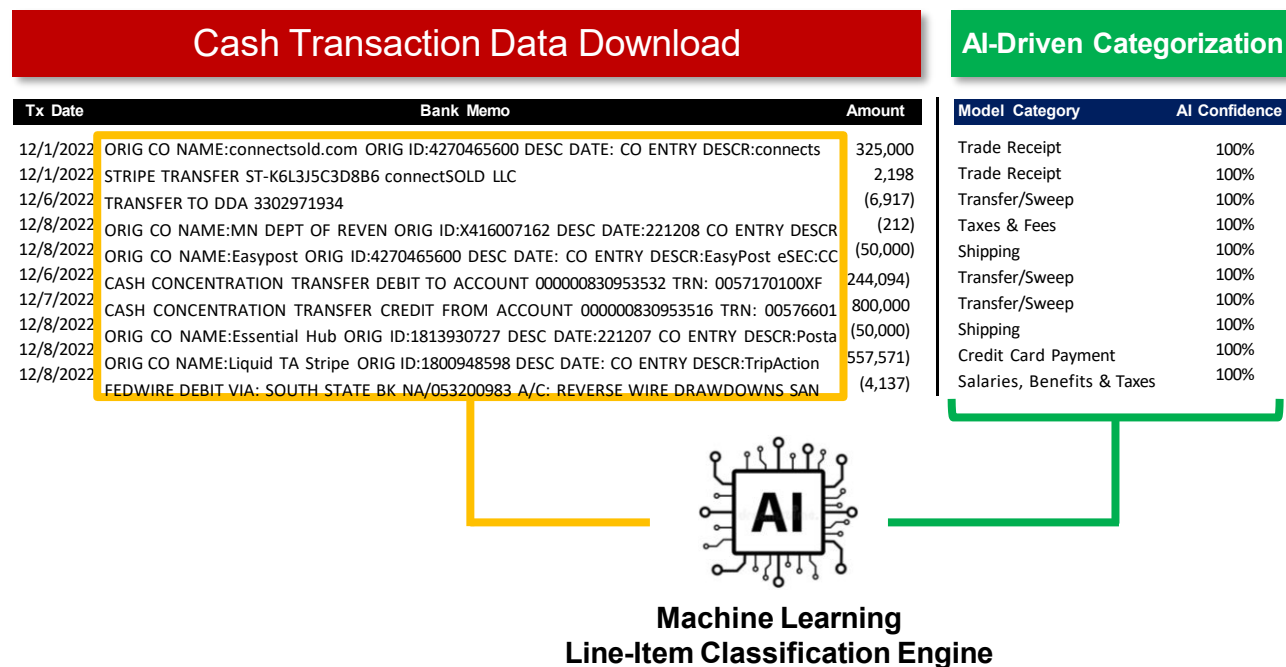 Cash Transaction Data Download
AI-Driven Categorization
Tx Date Bank Memo Amount Model Category AI Confidence
12/1/2022 ORIG CO NAME:connectsold.com ORIG ID:4270465600 DESC DATE: CO ENTRY DESCR:connects 325,000 Trade Receipt 100%
12/1/2022 STRIPE TRANSFER ST-K6L3J5C3D8B6 connectSOLD LLC 2,198 Trade Receipt 100%
12/6/2022 TRANSFER TO DDA 3302971934 (6,917) Transfer/Sweep 100%
12/8/2022 ORIG CO NAME:MN DEPT OF REVEN ORIG ID:X416007162 DESC DATE:221208 CO ENTRY DESCR (212) Taxes & Fees 100%
12/8/2022 ORIG CO NAME:Easypost ORIG ID:4270465600 DESC DATE: CO ENTRY DESCR:EasyPost eSEC:CC (50,000) Shipping 100%
12/6/2022 CASH CONCENTRATION TRANSFER DEBIT TO ACCOUNT 000000830953532 TRN: 0057170100XF 244,094) Transfer/Sweep 100%
12/7/2022 CASH CONCENTRATION TRANSFER CREDIT FROM ACCOUNT 000000830953516 TRN: 00576601 800,000 Transfer/Sweep 100%
12/8/2022 ORIG CO NAME:Essential Hub ORIG ID:1813930727 DESC DATE:221207 CO ENTRY DESCR:Posta (50,000) Shipping 100%
12/8/2022 ORIG CO NAME:Liquid TA Stripe ORIG ID:1800948598 DESC DATE: CO ENTRY DESCR:TripAction 557,571) Credit Card Payment 100%
12/8/2022 FEDWIRE DEBIT VIA: SOUTH STATE BK NA/053200983 A/C: REVERSE WIRE DRAWDOWNS SAN (4,137) Salaries, Benefits & Taxes 100%
AI
Machine Learning
Line-Item Classification Engine